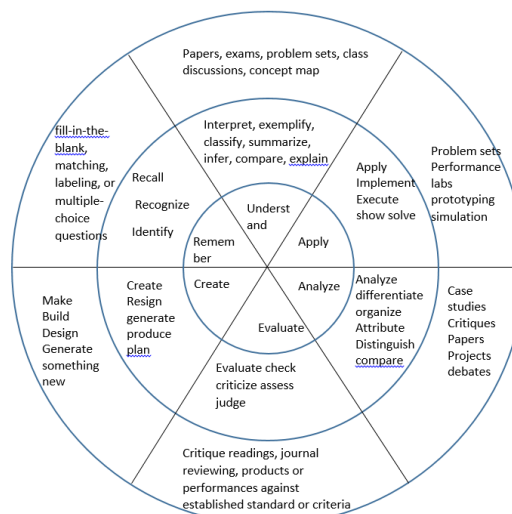 Papers, exams, problem sets, class
discussions, concept map
Interpret, exemplify,
classify, summarize,
infer, compare, explain
fill-in-the-
blank,
matching,
labeling, or
multiple-
choice
questions
Recall
Recognize
Identify
Apply
Implement
Execute
show solve
Problem sets
Performance
labs
prototyping
simulation
Underst
and
Remem
ber
Apply
Create
Analyze
Evaluate
Make
Build
Design
Generate
something
new
Create
Resign
generate
produce
plan
Analyze
differentiate
organize
Attribute
Distinguish
compare
Case
studies
Critiques
Papers
Projects
debates
Evaluate check
criticize assess
judge
Critique readings, journal
reviewing, products or
performances against
established standard or criteria